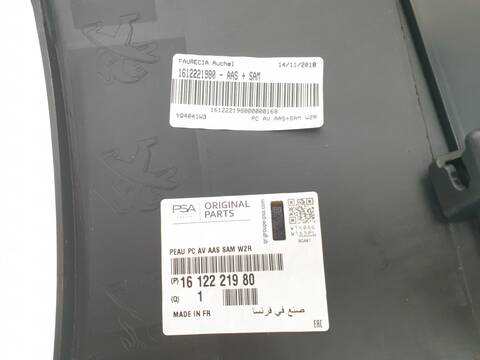 FAURECIA Auchel 14/11/2018
1612221980 - AAS + SAM
161222198000000168
PC AV AAS+SAM W2R
PSA
ORIGINAL
PARTS
PEAU PC AV AAS SAM W2R
(P) 16 122 219 80
(Q) 1
MADE IN FR
صنع في فرنسا
EAC